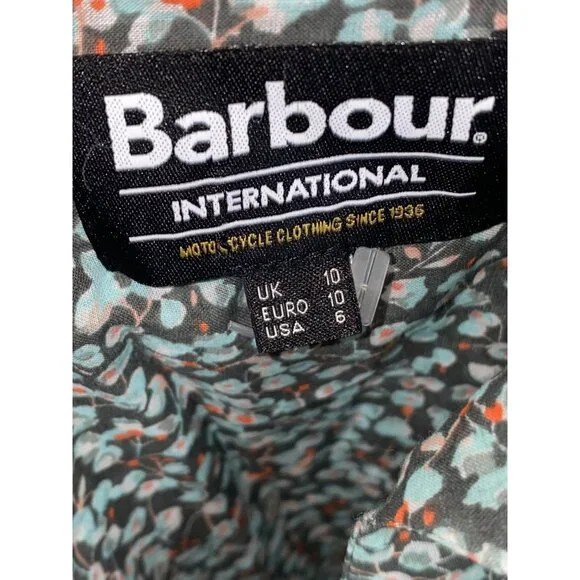 Barbour®
INTERNATIONAL
MOTORCYCLE CLOTHING SINCE 1936
UK 10
EURO 10
USA 6